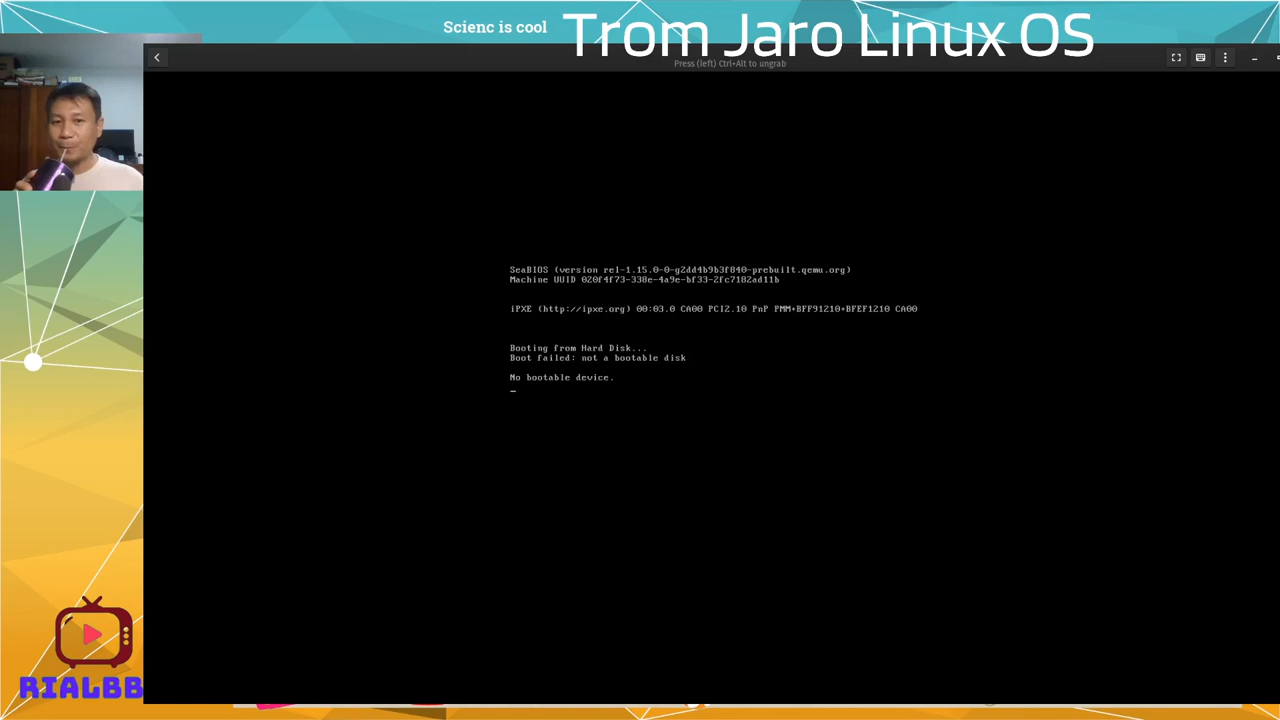 Scienc is cool
Trom Jaro Linux OS
Press (left) Ctrl+Alt to ungrab
SeaBIOS (version rel-1.15.0-0-g2dd4b9b3f840-prebuilt.qemu.org)
Machine UUID 020f4f73-338e-4a9e-bf33-2fc7182ad11b
iPXE (http://ipxe.org) 00:03.0 CA00 PCI2.10 PnP PMM+BFF91210+BFEF1210 CA00
Booting from Hard Disk...
Boot failed: not a bootable disk
No bootable device.
RIALBB